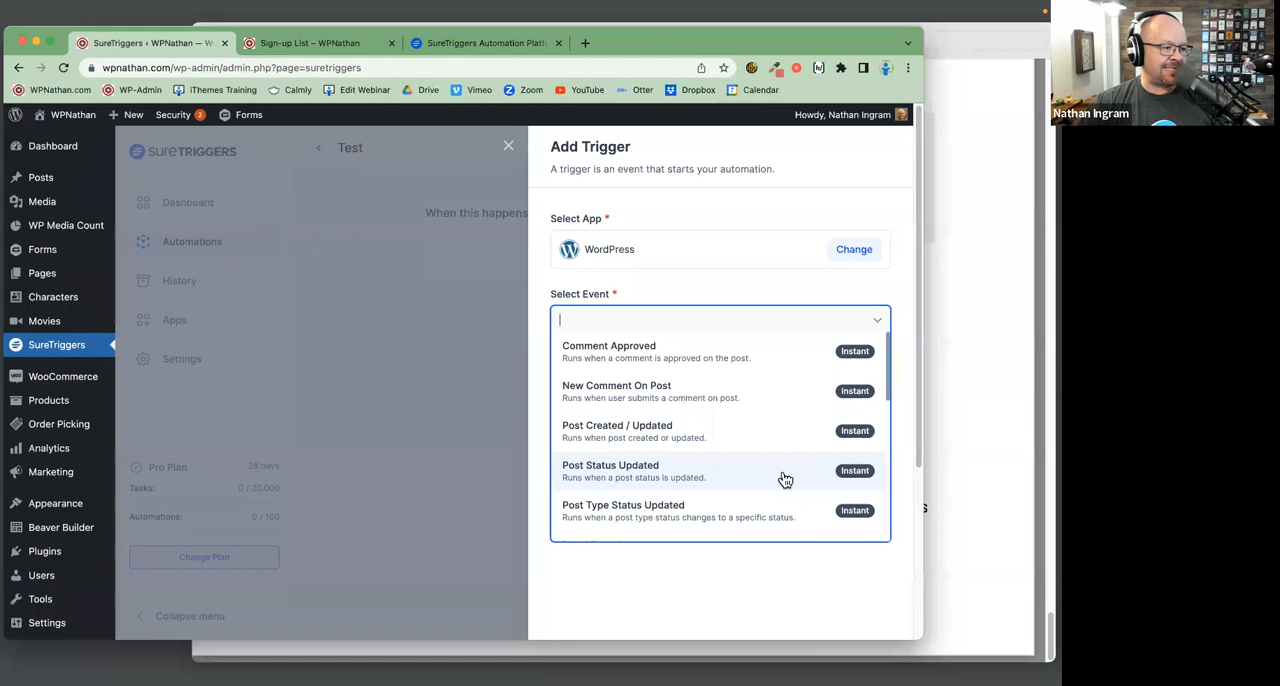 SureTriggers ‹ WPNathan — W
Sign-up List – WPNathan
SureTriggers Automation Platf
wpnathan.com/wp-admin/admin.php?page=suretriggers
WPNathan.com
WP-Admin
iThemes Training
Calmly
Edit Webinar
Drive
Vimeo
Zoom
YouTube
Otter
Dropbox
Calendar
WPNathan
New
Security 2
Forms
Howdy, Nathan Ingram
Nathan Ingram
Dashboard
Posts
Media
WP Media Count
Forms
Pages
Characters
Movies
SureTriggers
WooCommerce
Products
Order Picking
Analytics
Marketing
Appearance
Beaver Builder
Plugins
Users
Tools
Settings
SURETRIGGERS
Dashboard
Automations
History
Apps
Settings
Pro Plan 28 days
Tasks: 0 / 20,000
Automations: 0 / 100
Change Plan
Collapse menu
Test
When this happens
Add Trigger
A trigger is an event that starts your automation.
Select App *
WordPress
Change
Select Event *
Comment Approved
Runs when a comment is approved on the post.
Instant
New Comment On Post
Runs when user submits a comment on post.
Instant
Post Created / Updated
Runs when post created or updated.
Instant
Post Status Updated
Runs when a post status is updated.
Instant
Post Type Status Updated
Runs when a post type status changes to a specific status.
Instant